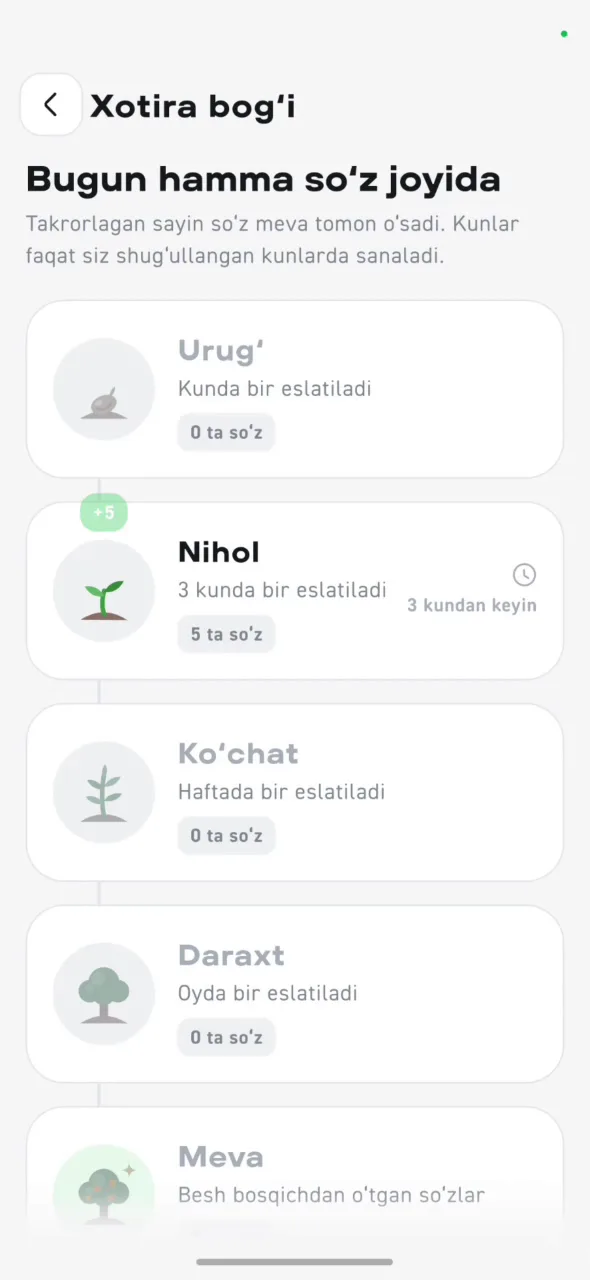 Xotira bog‘i
Bugun hamma so‘z joyida
Takrorlagan sayin so‘z meva tomon o‘sadi. Kunlar
faqat siz shug‘ullangan kunlarda sanaladi.
Urug‘
Kunda bir eslatiladi
0 ta so‘z
+5
Nihol
3 kunda bir eslatiladi
3 kundan keyin
5 ta so‘z
Ko‘chat
Haftada bir eslatiladi
0 ta so‘z
Daraxt
Oyda bir eslatiladi
0 ta so‘z
Meva
Besh bosqichdan o‘tgan so‘zlar